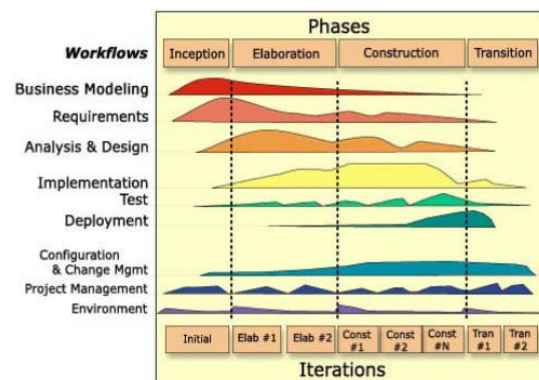 Phases
Workflows
Inception
Elaboration
Construction
Transition
Business Modeling
Requirements
Analysis & Design
Implementation
Test
Deployment
Configuration
& Change Mgmt
Project Management
Environment
Initial
Elab #1
Elab #2
Const
#1
Const
#2
Const
#N
Tran
#1
Tran
#2
Iterations